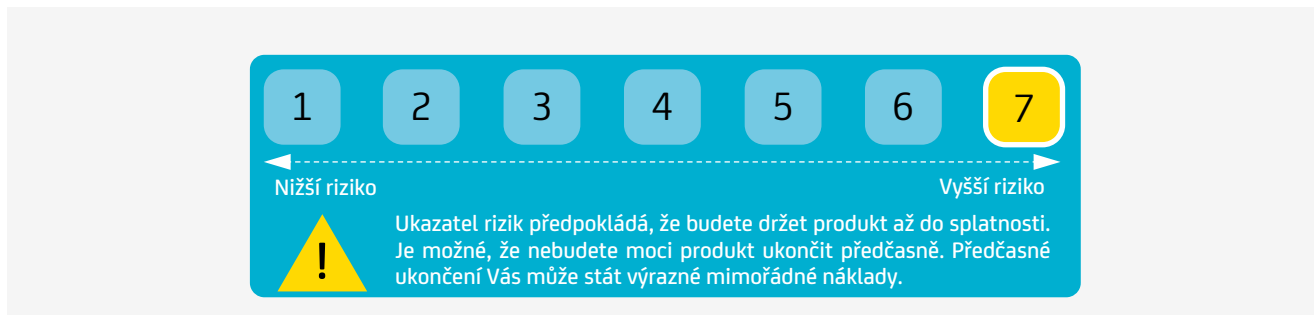 1 2 3 4 5 6 7
Nižší riziko Vyšší riziko
Ukazatel rizik předpokládá, že budete držet produkt až do splatnosti.
! Je možné, že nebudete moci produkt ukončit předčasně. Předčasné
ukončení Vás může stát výrazné mimořádné náklady.